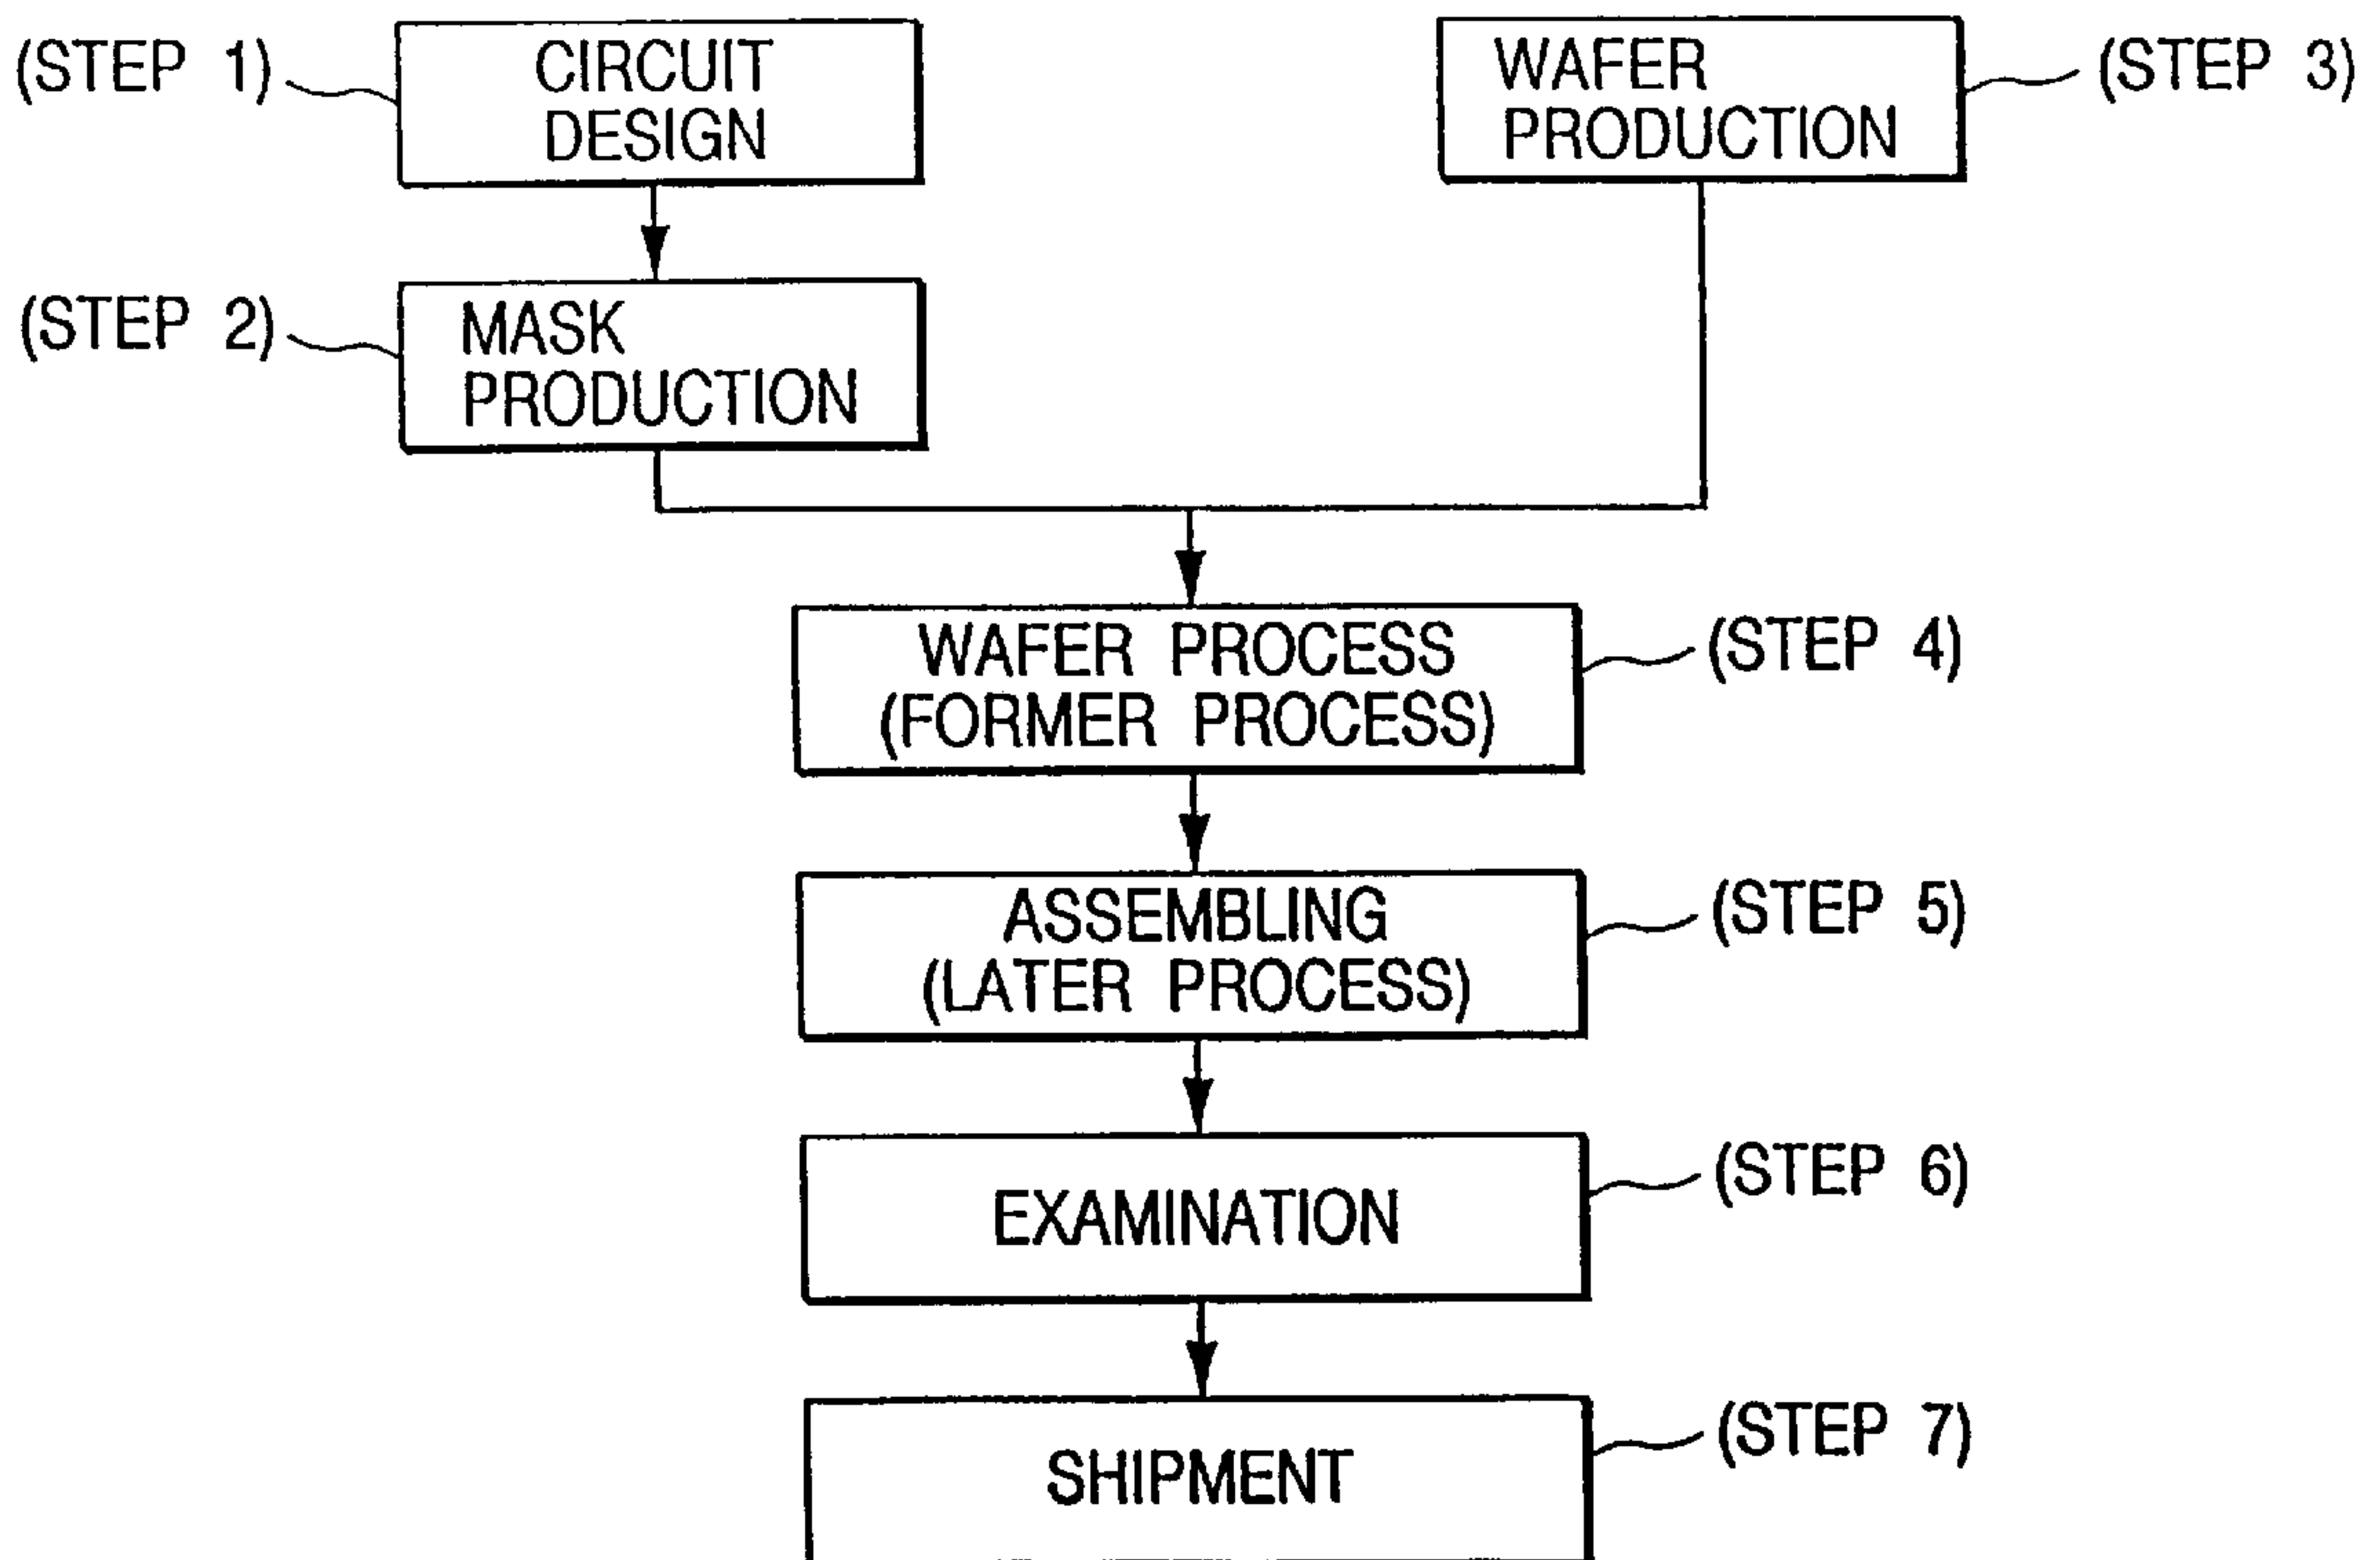 (STEP 1)
CIRCUIT
DESIGN
WAFER
PRODUCTION
(STEP 3)
(STEP 2)
MASK
PRODUCTION
WAFER PROCESS
(FORMER PROCESS)
(STEP 4)
ASSEMBLING
(LATER PROCESS)
(STEP 5)
EXAMINATION
(STEP 6)
SHIPMENT
(STEP 7)